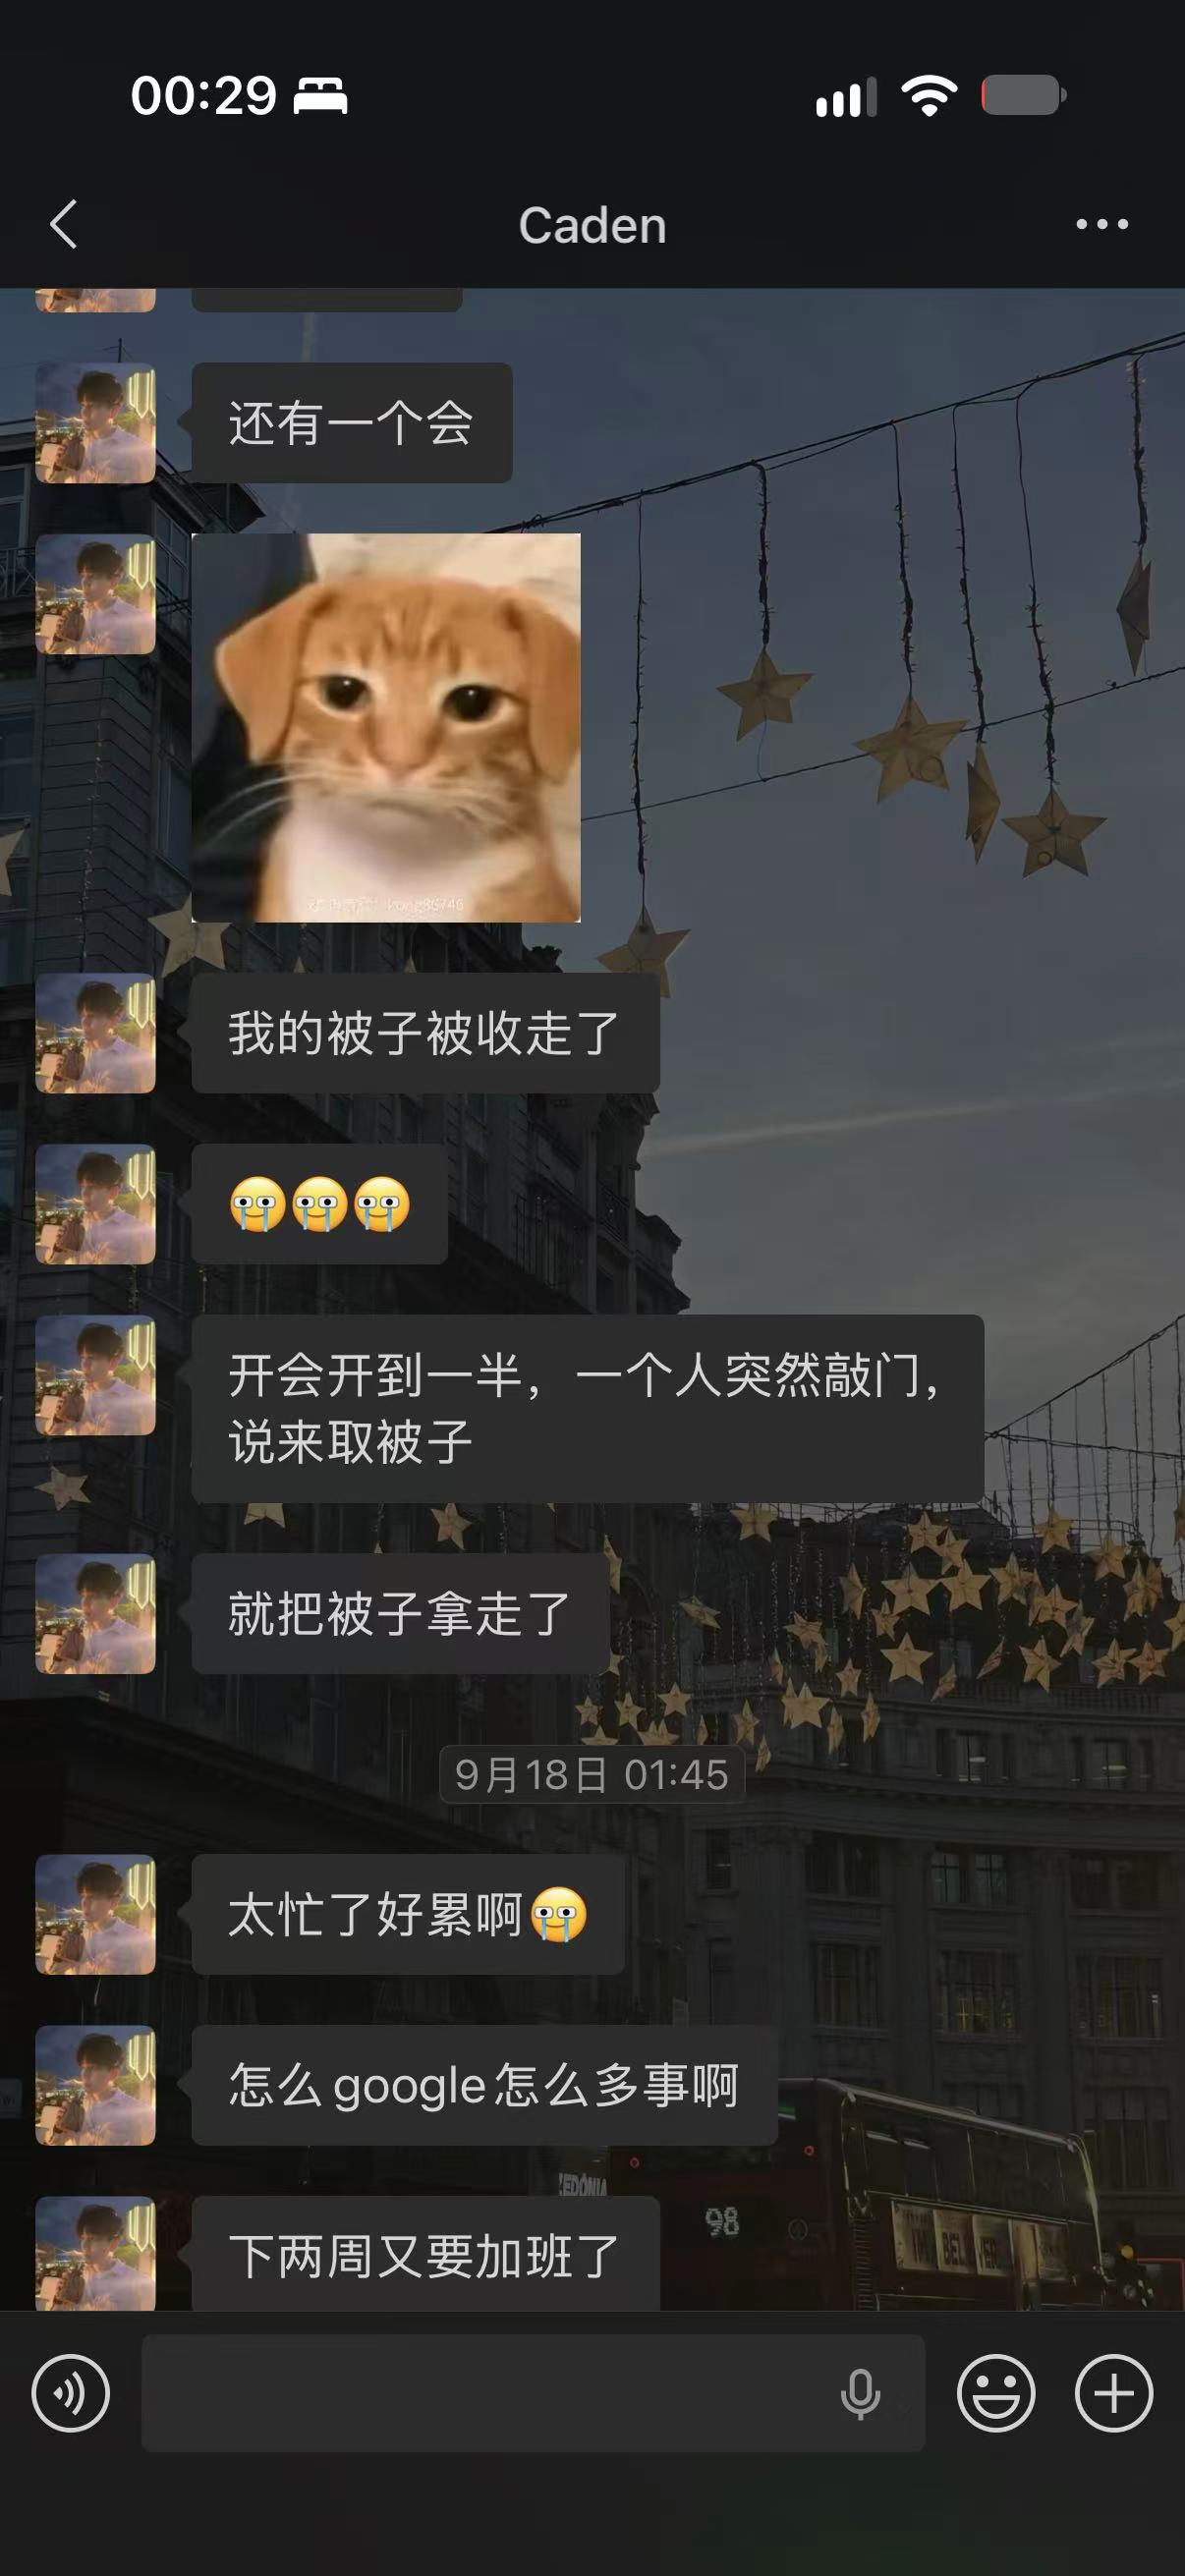 00:29
Caden
还有一个会
我的被子被收走了
开会开到一半，一个人突然敲门，
说来取被子
就把被子拿走了
9月18日 01:45
太忙了好累啊
怎么google怎么多事啊
98
下两周又要加班了